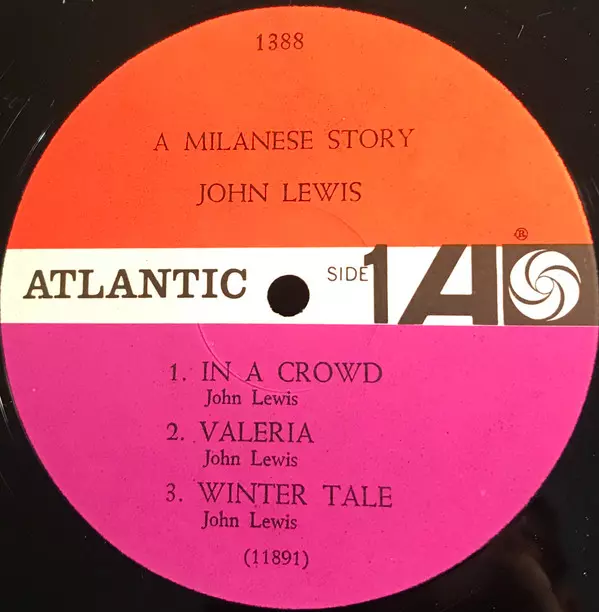 1388
A MILANESE STORY
JOHN LEWIS
®
ATLANTIC SIDE 1 A
1. IN A CROWD
John Lewis
2. VALERIA
John Lewis
3. WINTER TALE
John Lewis
(11891)